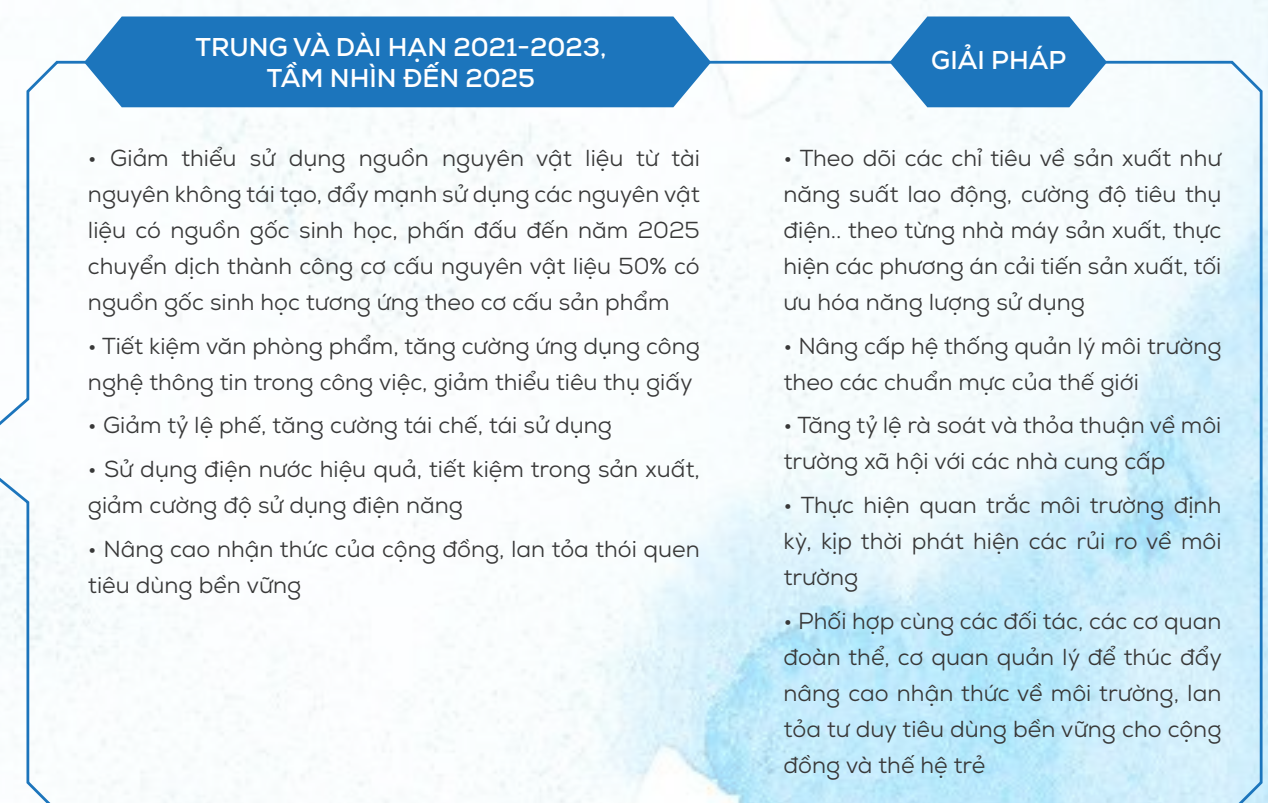 TRUNG VÀ DÀI HẠN 2021-2023,
TẦM NHÌN ĐẾN 2025
• Giảm thiểu sử dụng nguồn nguyên vật liệu từ tài
nguyên không tái tạo, đẩy mạnh sử dụng các nguyên vật
liệu có nguồn gốc sinh học, phấn đấu đến năm 2025
chuyển dịch thành công cơ cấu nguyên vật liệu 50% có
nguồn gốc sinh học tương ứng theo cơ cấu sản phẩm
• Tiết kiệm văn phòng phẩm, tăng cường ứng dụng công
nghệ thông tin trong công việc, giảm thiểu tiêu thụ giấy
• Giảm tỷ lệ phế, tăng cường tái chế, tái sử dụng
• Sử dụng điện nước hiệu quả, tiết kiệm trong sản xuất,
giảm cường độ sử dụng điện năng
• Nâng cao nhận thức của cộng đồng, lan tỏa thói quen
tiêu dùng bền vững
GIẢI PHÁP
• Theo dõi các chỉ tiêu về sản xuất như
năng suất lao động, cường độ tiêu thụ
điện.. theo từng nhà máy sản xuất, thực
hiện các phương án cải tiến sản xuất, tối
ưu hóa năng lượng sử dụng
• Nâng cấp hệ thống quản lý môi trường
theo các chuẩn mực của thế giới
• Tăng tỷ lệ rà soát và thỏa thuận về môi
trường xã hội với các nhà cung cấp
• Thực hiện quan trắc môi trường định
kỳ, kịp thời phát hiện các rủi ro về môi
trường
• Phối hợp cùng các đối tác, các cơ quan
đoàn thể, cơ quan quản lý để thúc đẩy
nâng cao nhận thức về môi trường, lan
tỏa tư duy tiêu dùng bền vững cho cộng
đồng và thế hệ trẻ